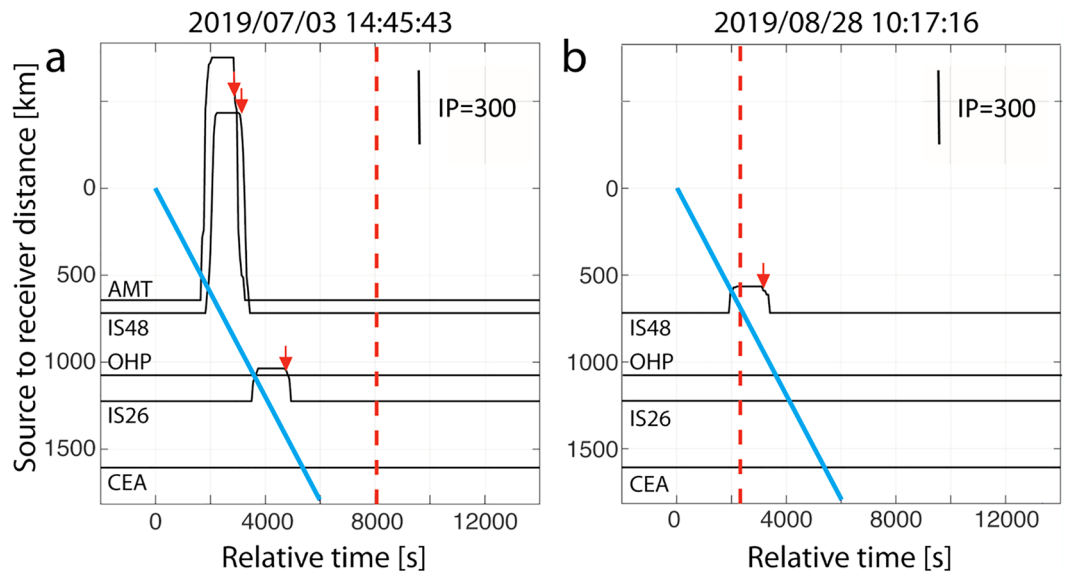 2019/07/03 14:45:43
a
IP=300
Source to receiver distance [km]
0
500
1000
1500
AMT
IS48
OHP
IS26
CEA
0
4000
8000
12000
Relative time [s]
2019/08/28 10:17:16
b
IP=300
0
500
1000
1500
IS48
OHP
IS26
CEA
0
4000
8000
12000
Relative time [s]